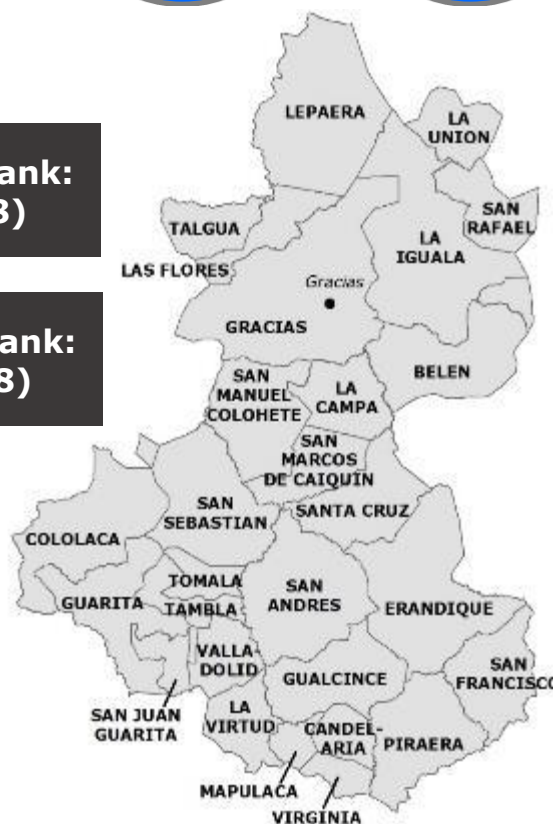 ank:
3)
ank:
8)
LEPAERA
LA
UNION
TALGUA
SAN
RAFAEL
LA
IGUALA
LAS FLORES
Gracias
GRACIAS
BELEN
SAN
MANUEL
COLOHETE
LA
CAMPA
SAN
MARCOS
DE CAIQUIN
SAN
SEBASTIAN
SANTA CRUZ
COLOLACA
TOMALA
GUARITA
TAMBLA
SAN
ANDRES
ERANDIQUE
VALLA-
DOLID
GUALCINCE
SAN
FRANCISCO
SAN JUAN
GUARITA
LA
VIRTUD
CANDEL-
ARIA
PIRAERA
MAPULACA
VIRGINIA